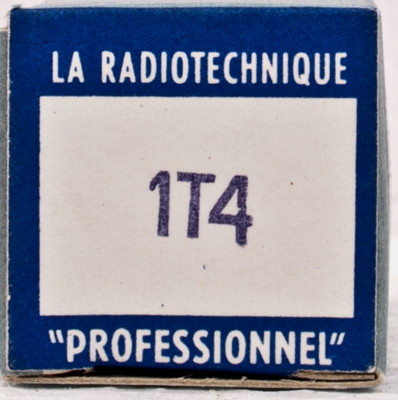 LA RADIOTECHNIQUE
1T4
"PROFESSIONNEL"